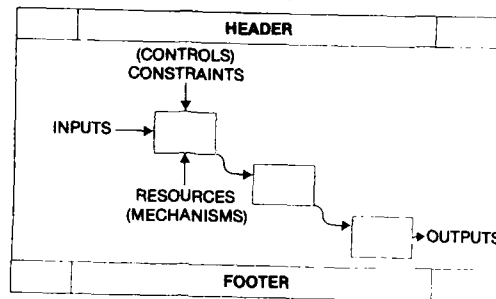 HEADER
(CONTROLS)
CONSTRAINTS
INPUTS
RESOURCES
(MECHANISMS)
OUTPUTS
FOOTER